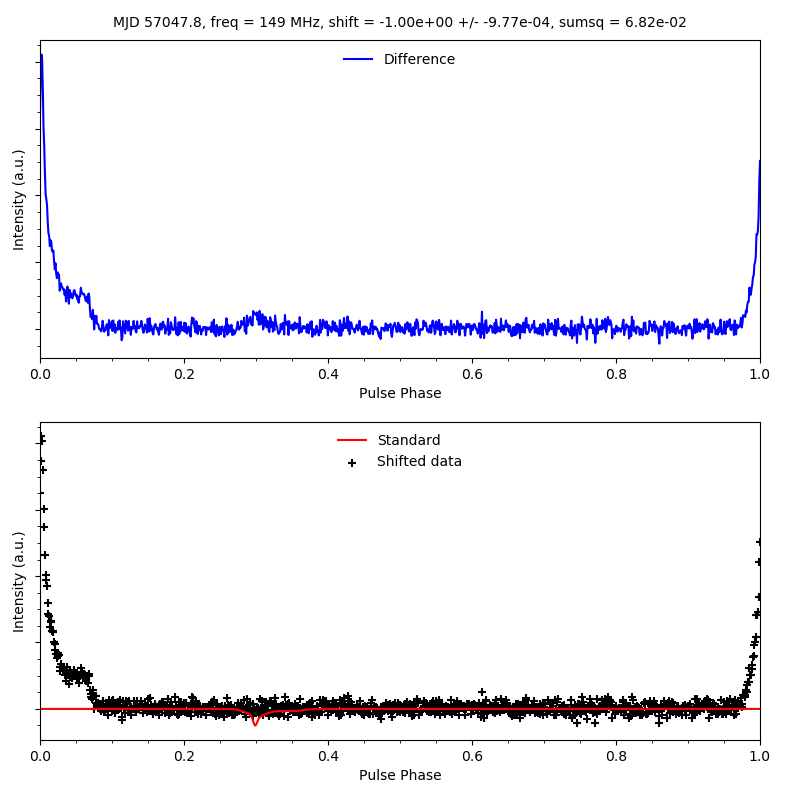 MJD 57047.8, freq = 149 MHz, shift = -1.00e+00 +/- -9.77e-04, sumsq = 6.82e-02
Difference
Intensity (a.u.)
0.0 0.2 0.4 0.6 0.8 1.0
Pulse Phase
Standard
Shifted data
Intensity (a.u.)
0.0 0.2 0.4 0.6 0.8 1.0
Pulse Phase